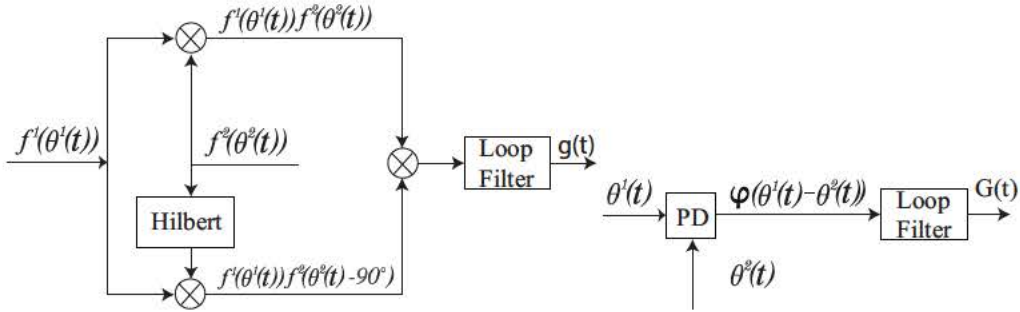 f¹(θ¹(t))f²(θ²(t))
f¹(θ¹(t))
f²(θ²(t))
Hilbert
f¹(θ¹(t))f²(θ²(t)-90°)
Loop
Filter
g(t)
θ¹(t)
PD
φ(θ¹(t)-θ²(t))
Loop
Filter
G(t)
θ²(t)